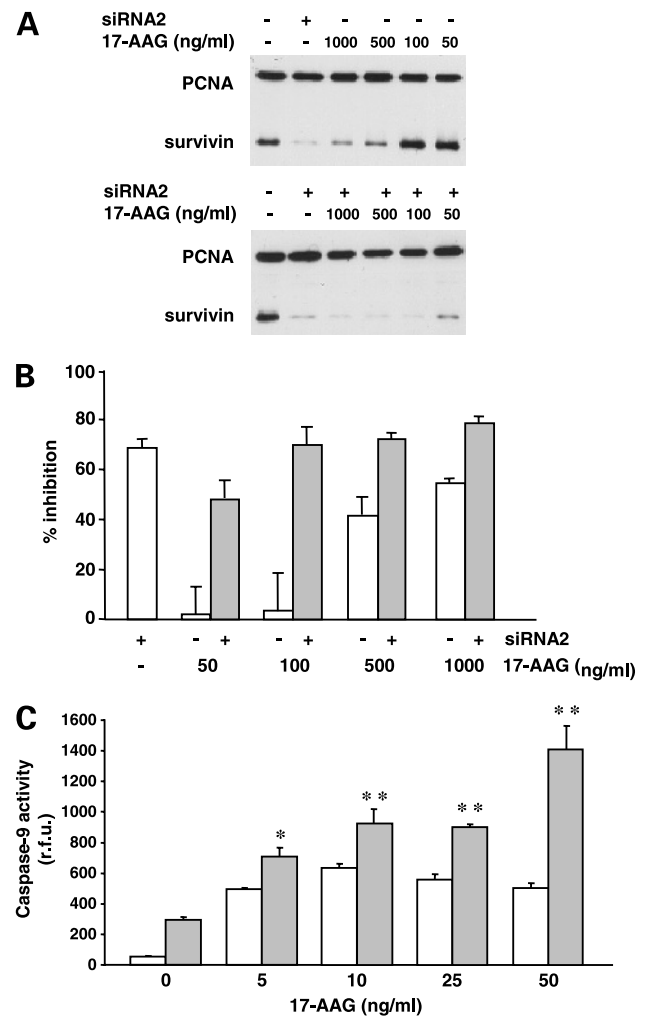 A
siRNA2 - + - - - -
17-AAG (ng/ml) - - 1000 500 100 50
PCNA
survivin
siRNA2 - + + + + +
17-AAG (ng/ml) - - 1000 500 100 50
PCNA
survivin
B
100
80
60
40
20
0
% inhibition
+ - + - + - + - + siRNA2
- 50 100 500 1000 17-AAG (ng/ml)
C
1600
1400
1200
1000
800
600
400
200
0
Caspase-9 activity
(r.f.u.)
* ** ** **
0 5 10 25 50
17-AAG (ng/ml)